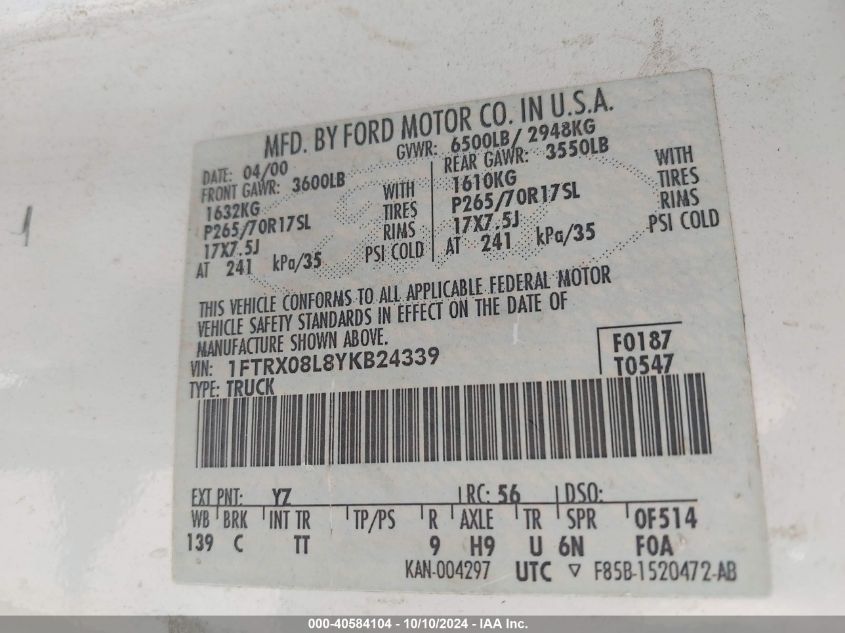 MFD. BY FORD MOTOR CO. IN U.S.A.
DATE: 04/00 GVWR: 6500LB/ 2948KG
FRONT GAWR: 3600LB REAR GAWR: 3550LB
1632KG WITH 1610KG WITH
P265/70R17SL TIRES P265/70R17SL TIRES
17X7.5J RIMS 17X7.5J RIMS
AT 241 kPa/35 PSI COLD AT 241 kPa/35 PSI COLD
THIS VEHICLE CONFORMS TO ALL APPLICABLE FEDERAL MOTOR
VEHICLE SAFETY STANDARDS IN EFFECT ON THE DATE OF
MANUFACTURE SHOWN ABOVE.
VIN: 1FTRX08L8YKB24339 F0187
TYPE: TRUCK T0547
EXT PNT: YZ RC: 56 DSO:
WB BRK INT TR TP/PS R AXLE TR SPR 0F514
139 C TT 9 H9 U 6N F0A
KAN-004297 UTC ▽ F85B-1520472-AB
000-40584104 - 10/10/2024 - IAA Inc.